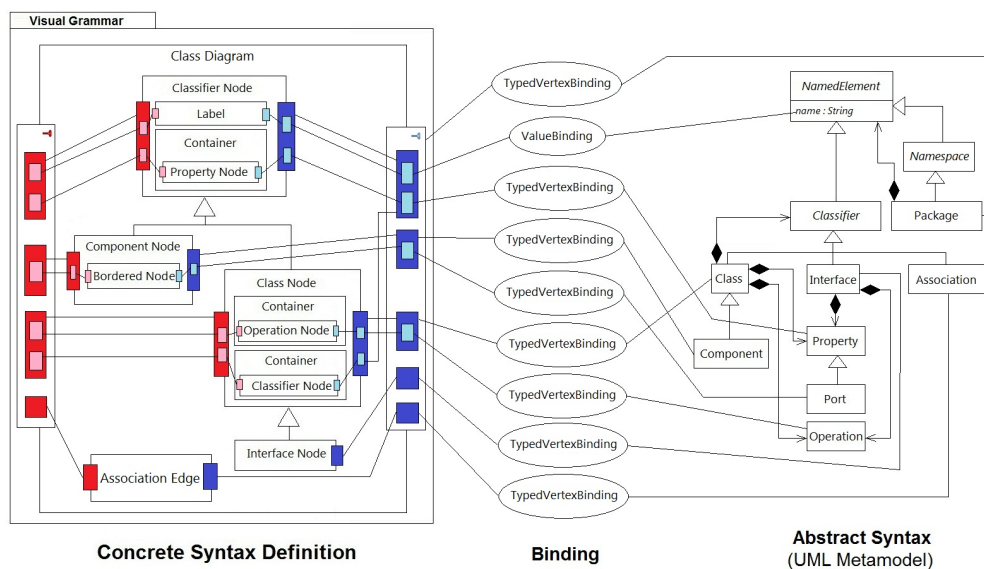 Visual Grammar
Class Diagram
Classifier Node
Label
Container
Property Node
Component Node
Bordered Node
Class Node
Container
Operation Node
Container
Classifier Node
Interface Node
Association Edge
Concrete Syntax Definition
TypedVertexBinding
ValueBinding
TypedVertexBinding
TypedVertexBinding
TypedVertexBinding
TypedVertexBinding
TypedVertexBinding
TypedVertexBinding
TypedVertexBinding
Binding
NamedElement
name : String
Namespace
Classifier
Package
Class
Interface
Association
Property
Component
Port
Operation
Abstract Syntax
(UML Metamodel)